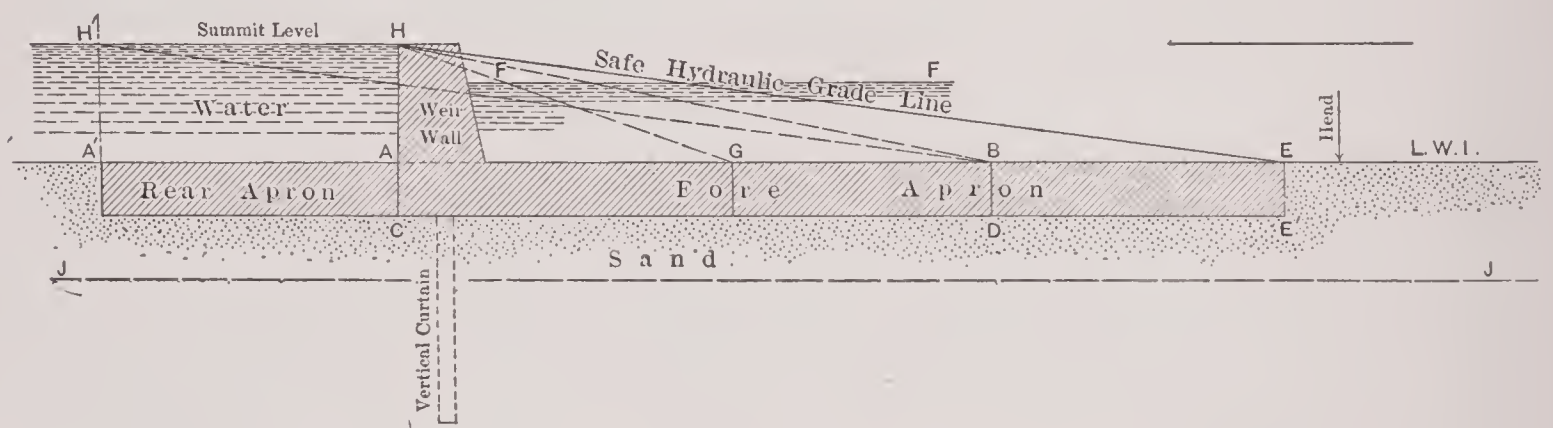 H' Summit Level H
Safe Hydraulic Grade Line
F F
Water
Weir
Wall
Head
A' A G B E L.W.I.
Rear Apron Fore Apron
C D E
Sand
J J
Vertical Curtain